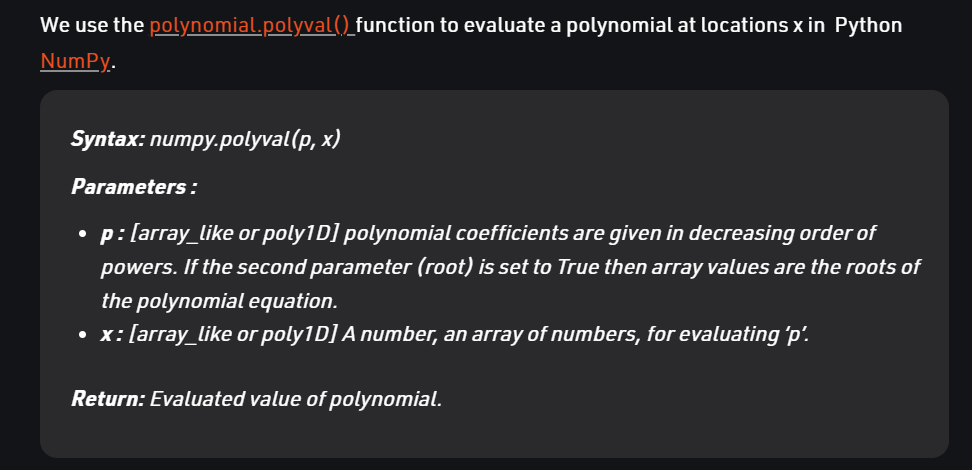 We use the polynomial.polyval() function to evaluate a polynomial at locations x in Python
NumPy.
Syntax: numpy.polyval(p, x)
Parameters :
• p : [array_like or poly1D] polynomial coefficients are given in decreasing order of
powers. If the second parameter (root) is set to True then array values are the roots of
the polynomial equation.
• x : [array_like or poly1D] A number, an array of numbers, for evaluating ‘p’.
Return: Evaluated value of polynomial.